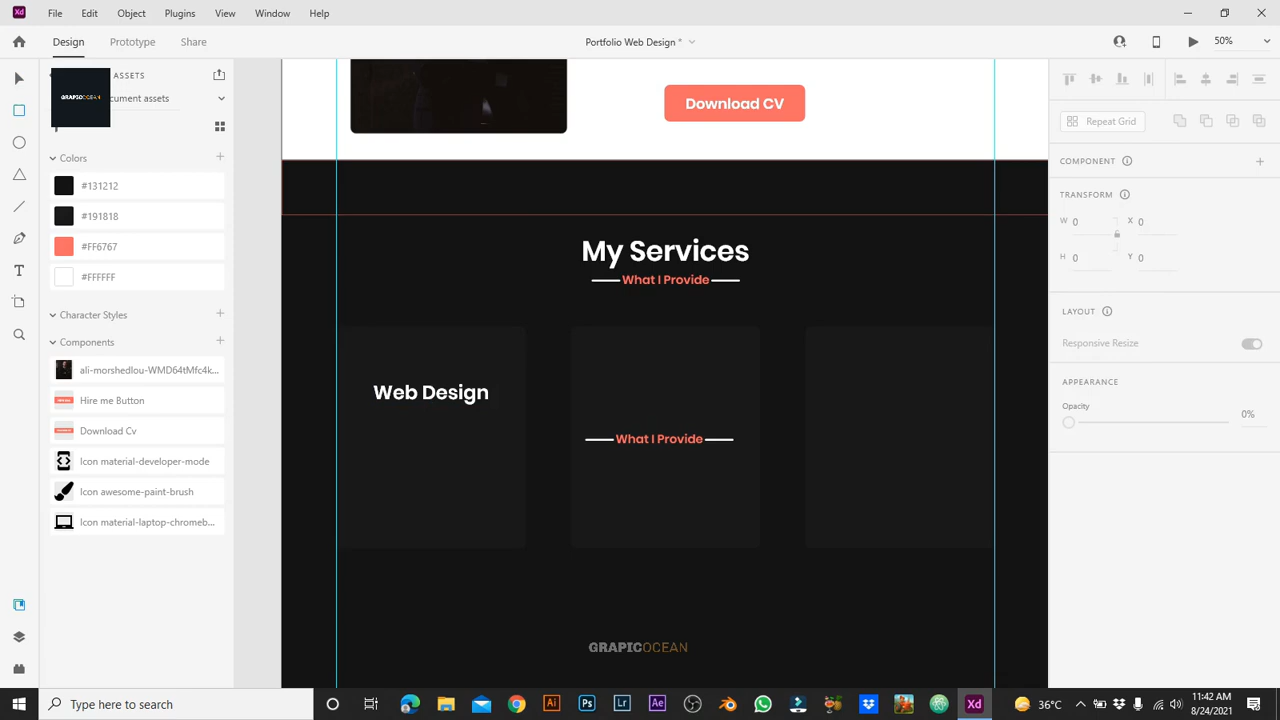 File Edit Object Plugins View Window Help
Design Prototype Share
Portfolio Web Design *
50%
GRAPICOCEAN
ASSETS
cument assets
Colors
#131212
#191818
#FF6767
#FFFFFF
Character Styles
Components
ali-morshedlou-WMD64tMfc4k...
Hire me Button
Download Cv
Icon material-developer-mode
Icon awesome-paint-brush
Icon material-laptop-chromeb...
Download CV
My Services
What I Provide
Web Design
What I Provide
GRAPICOCEAN
Repeat Grid
COMPONENT
TRANSFORM
W 0 X 0
H 0 Y 0
LAYOUT
Responsive Resize
APPEARANCE
Opacity
0%
Type here to search
36°C
11:42 AM
8/24/2021